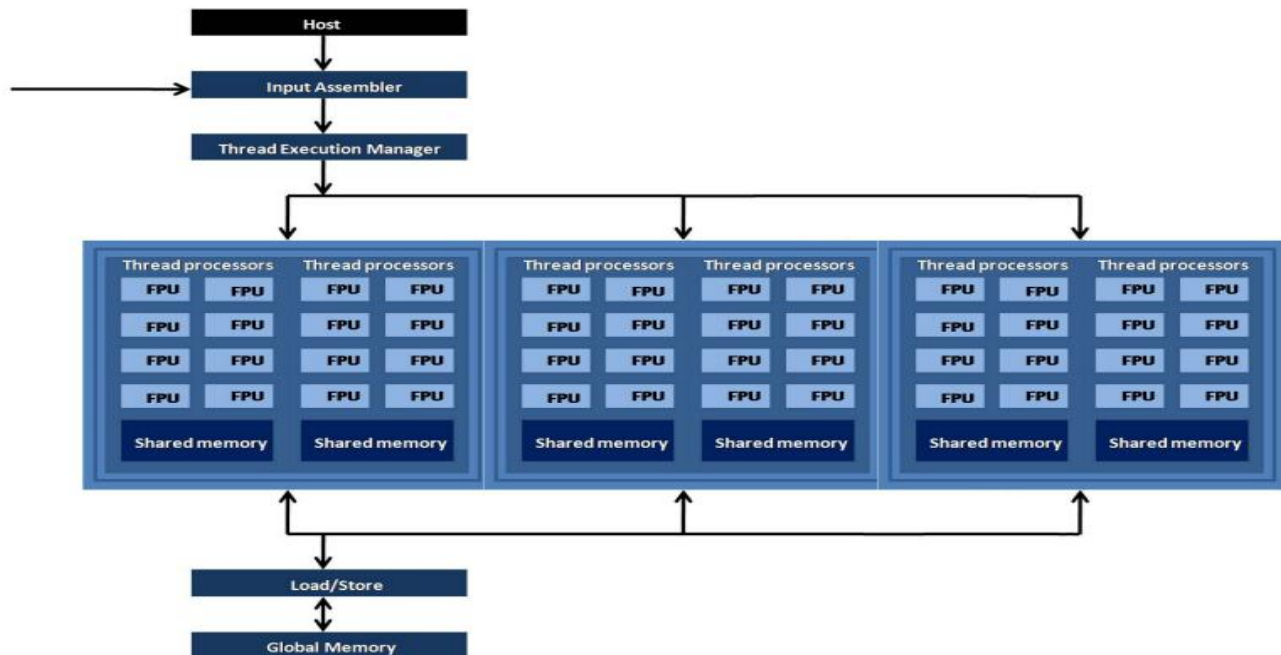 Host
Input Assembler
Thread Execution Manager
Thread processors Thread processors Thread processors Thread processors Thread processors Thread processors
FPU FPU FPU FPU FPU FPU FPU FPU FPU FPU FPU FPU
FPU FPU FPU FPU FPU FPU FPU FPU FPU FPU FPU FPU
FPU FPU FPU FPU FPU FPU FPU FPU FPU FPU FPU FPU
FPU FPU FPU FPU FPU FPU FPU FPU FPU FPU FPU FPU
Shared memory Shared memory Shared memory Shared memory Shared memory Shared memory
Load/Store
Global Memory